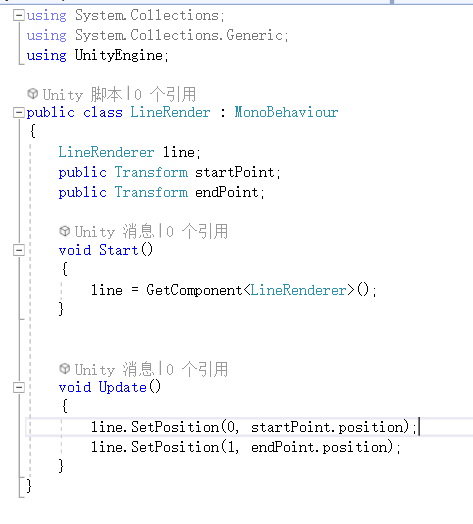 using System.Collections;
using System.Collections.Generic;
using UnityEngine;
Unity 脚本|0 个引用
public class LineRender : MonoBehaviour
{
LineRenderer line;
public Transform startPoint;
public Transform endPoint;
Unity 消息|0 个引用
void Start()
{
line = GetComponent<LineRenderer>();
}
Unity 消息|0 个引用
void Update()
{
line.SetPosition(0, startPoint.position);
line.SetPosition(1, endPoint.position);
}
}